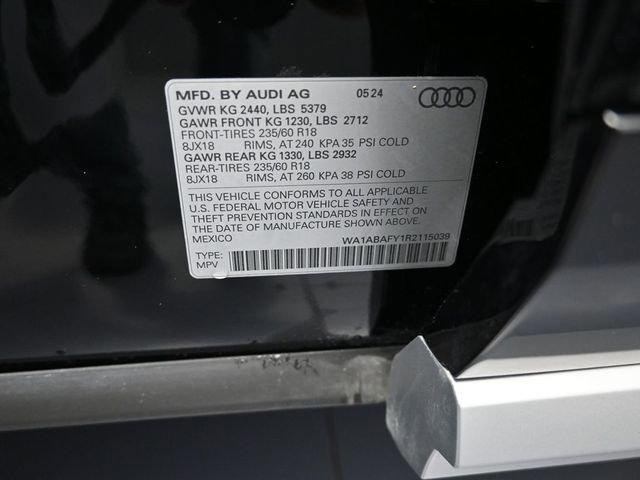 MFD. BY AUDI AG 05 24
GVWR KG 2440, LBS 5379
GAWR FRONT KG 1230, LBS 2712
FRONT-TIRES 235/60 R18
8JX18 RIMS, AT 240 KPA 35 PSI COLD
GAWR REAR KG 1330, LBS 2932
REAR-TIRES 235/60 R18
8JX18 RIMS, AT 260 KPA 38 PSI COLD
THIS VEHICLE CONFORMS TO ALL APPLICABLE
U.S. FEDERAL MOTOR VEHICLE SAFETY AND
THEFT PREVENTION STANDARDS IN EFFECT ON
THE DATE OF MANUFACTURE SHOWN ABOVE.
MEXICO WA1ABAFY1R2115039
TYPE:
MPV